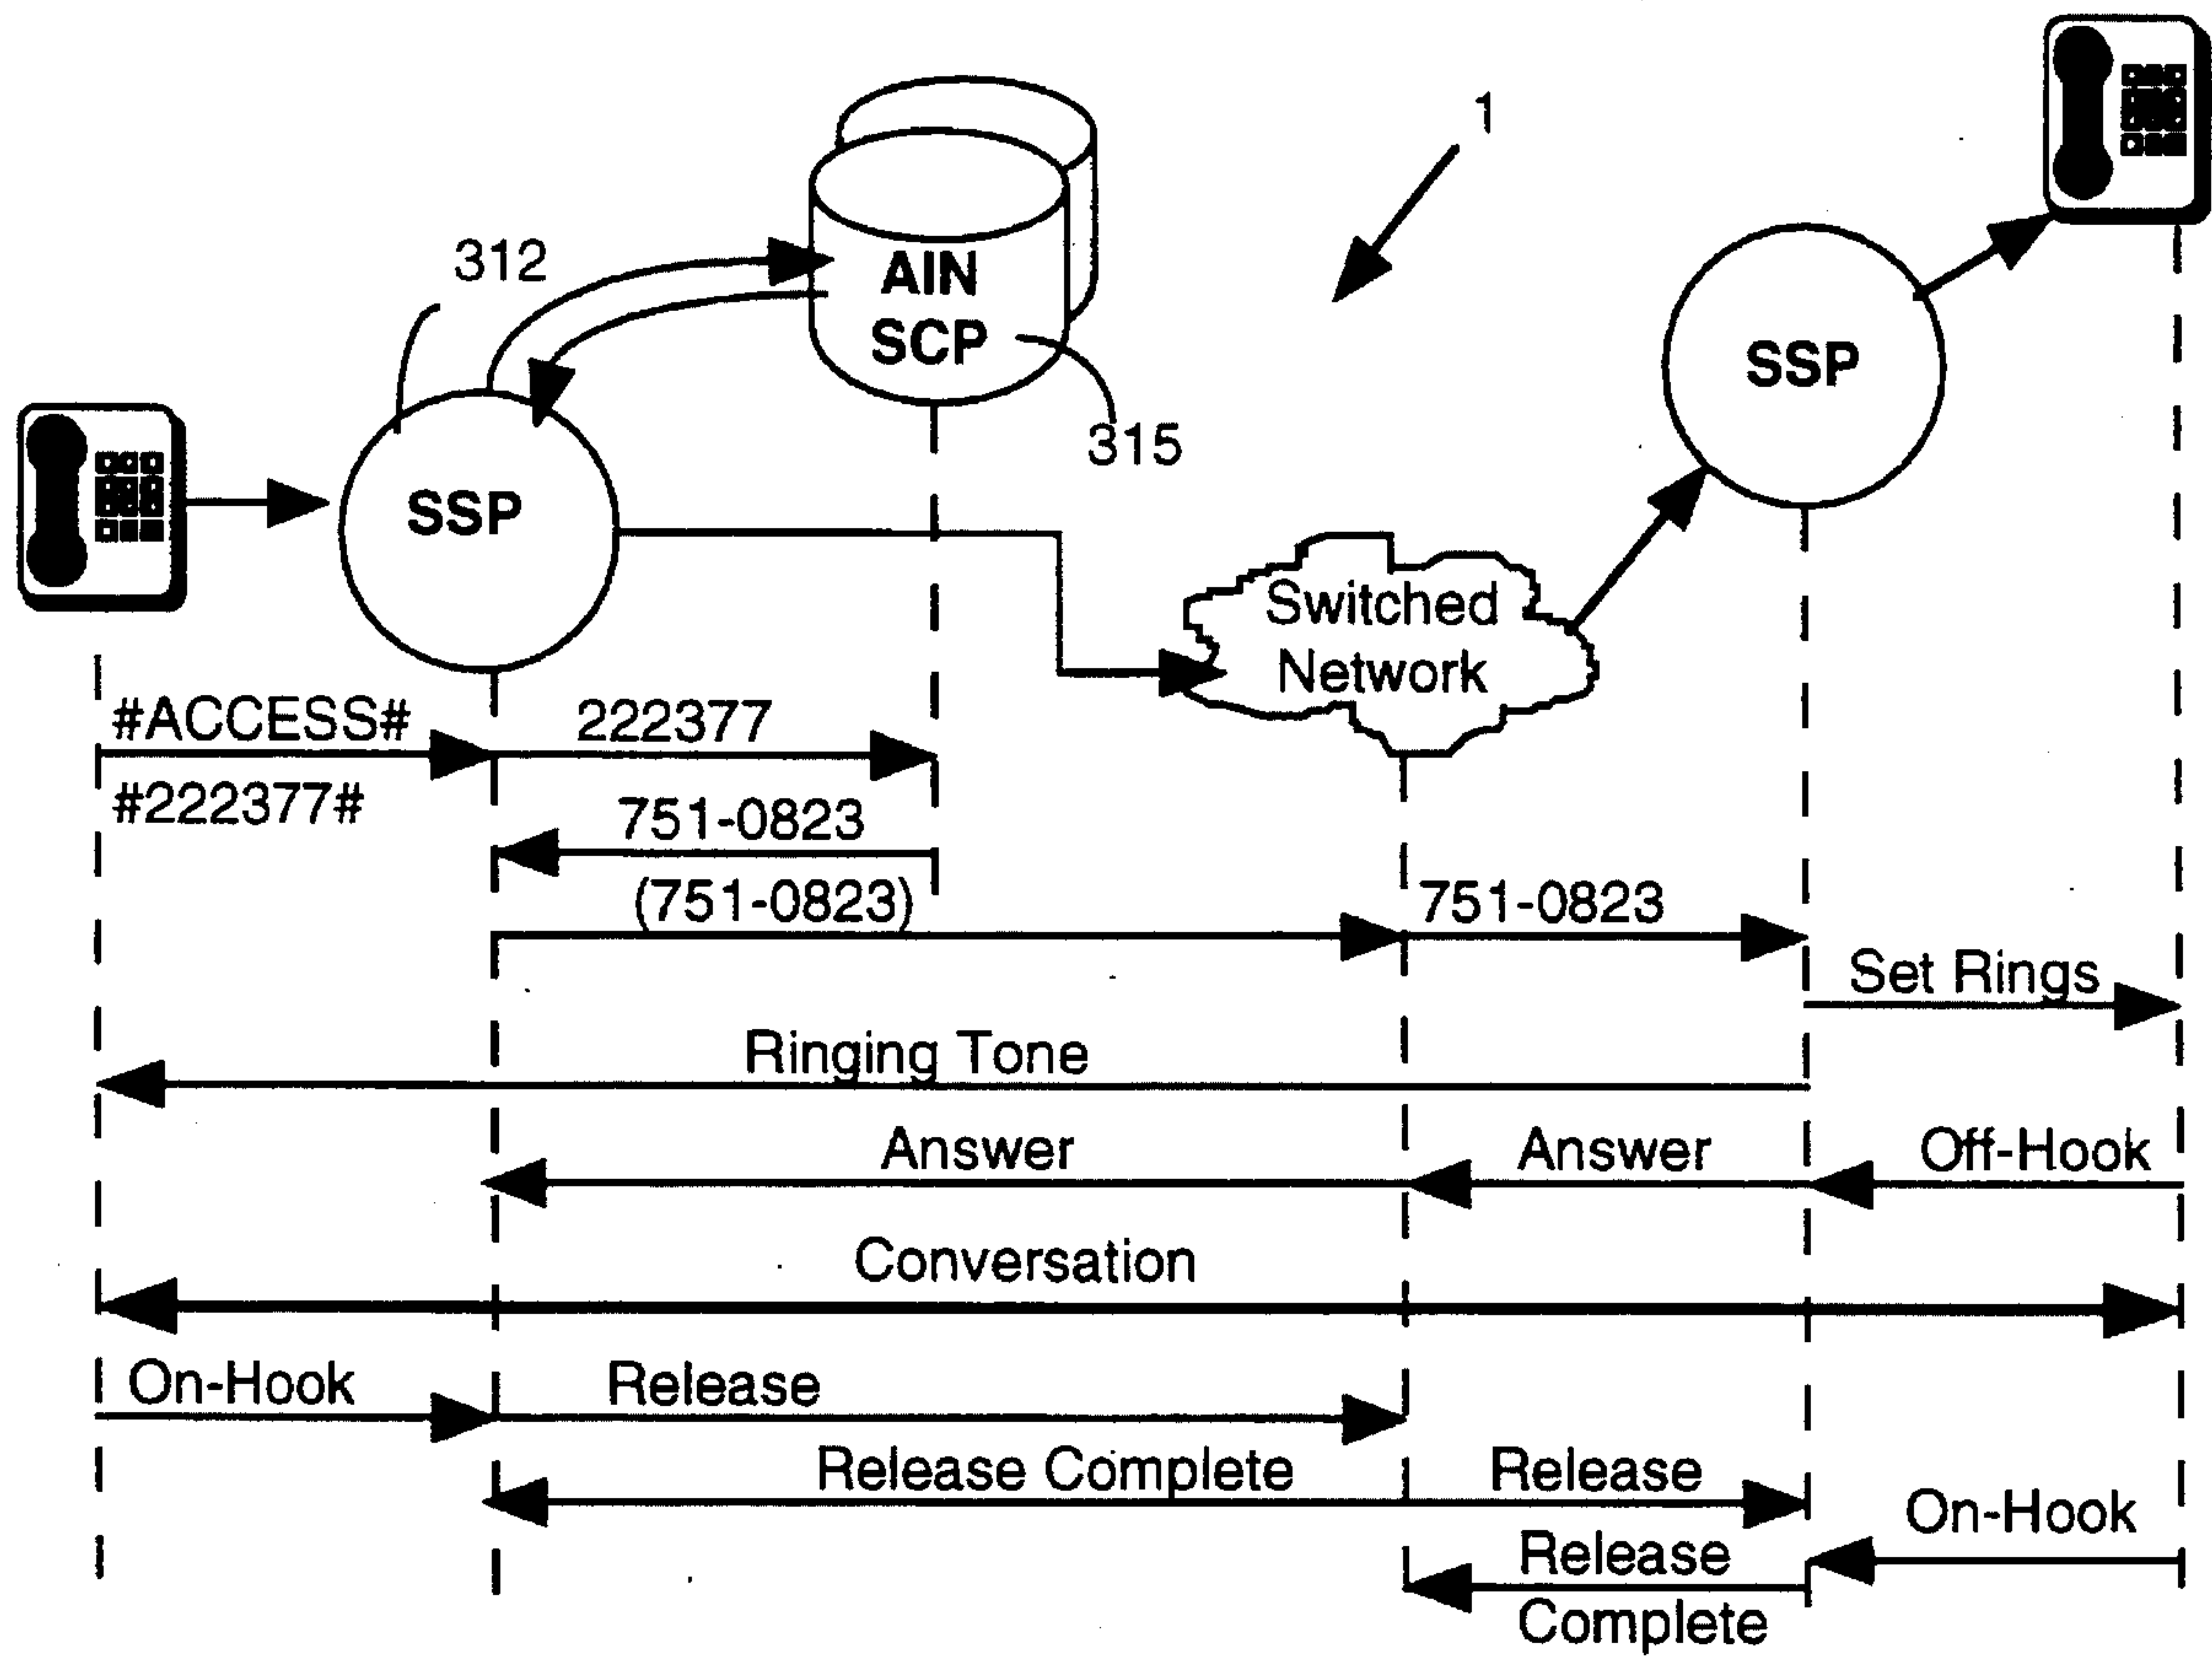 1
312
AIN
SCP
SSP
315
SSP
Switched
Network
#ACCESS#
222377
#222377#
751-0823
(751-0823)
751-0823
Set Rings
Ringing Tone
Answer
Answer
Off-Hook
Conversation
On-Hook
Release
Release Complete
Release
On-Hook
Release
Complete